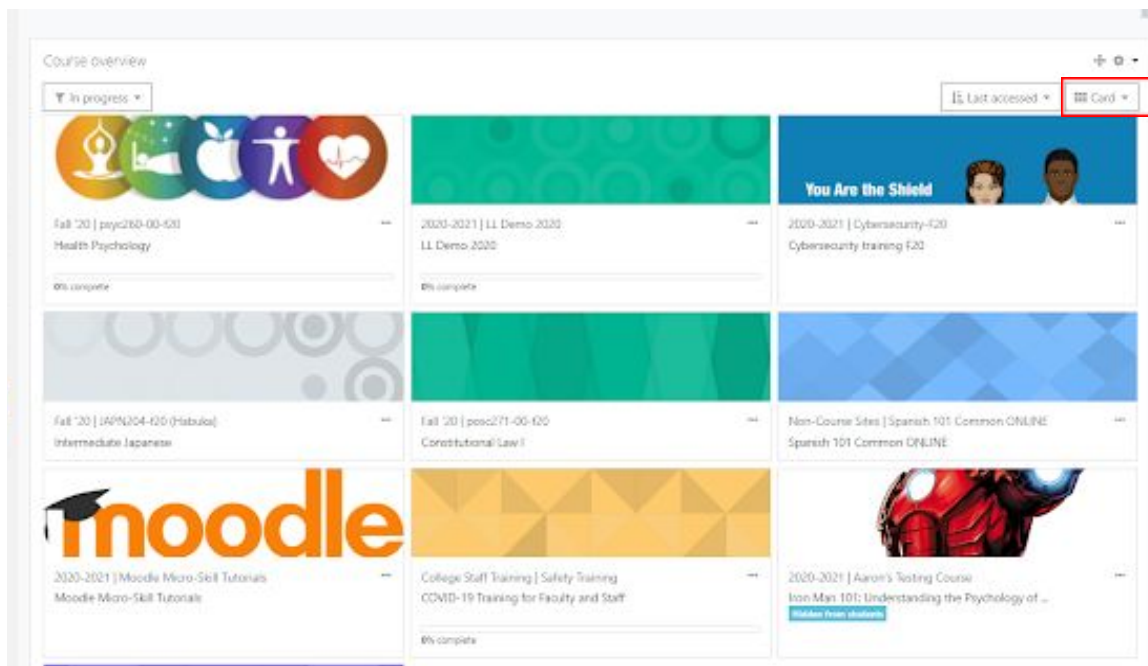 Course overview
In progress
Last accessed
Card
You Are the Shield
Fall '20 | psyc260-00-f20
Health Psychology
0% complete
2020-2021 | LL Demo 2020
LL Demo 2020
0% complete
2020-2021 | Cybersecurity-F20
Cybersecurity training F20
Fall '20 | JAPN204-f20 (Habuka)
Intermediate Japanese
Fall '20 | posc271-00-f20
Constitutional Law I
Non-Course Sites | Spanish 101 Common ONLINE
Spanish 101 Common ONLINE
moodle
2020-2021 | Moodle Micro-Skill Tutorials
Moodle Micro-Skill Tutorials
College Staff Training | Safety Training
COVID-19 Training for Faculty and Staff
0% complete
2020-2021 | Aaron's Testing Course
Iron Man 101: Understanding the Psychology of ...
Hidden from students